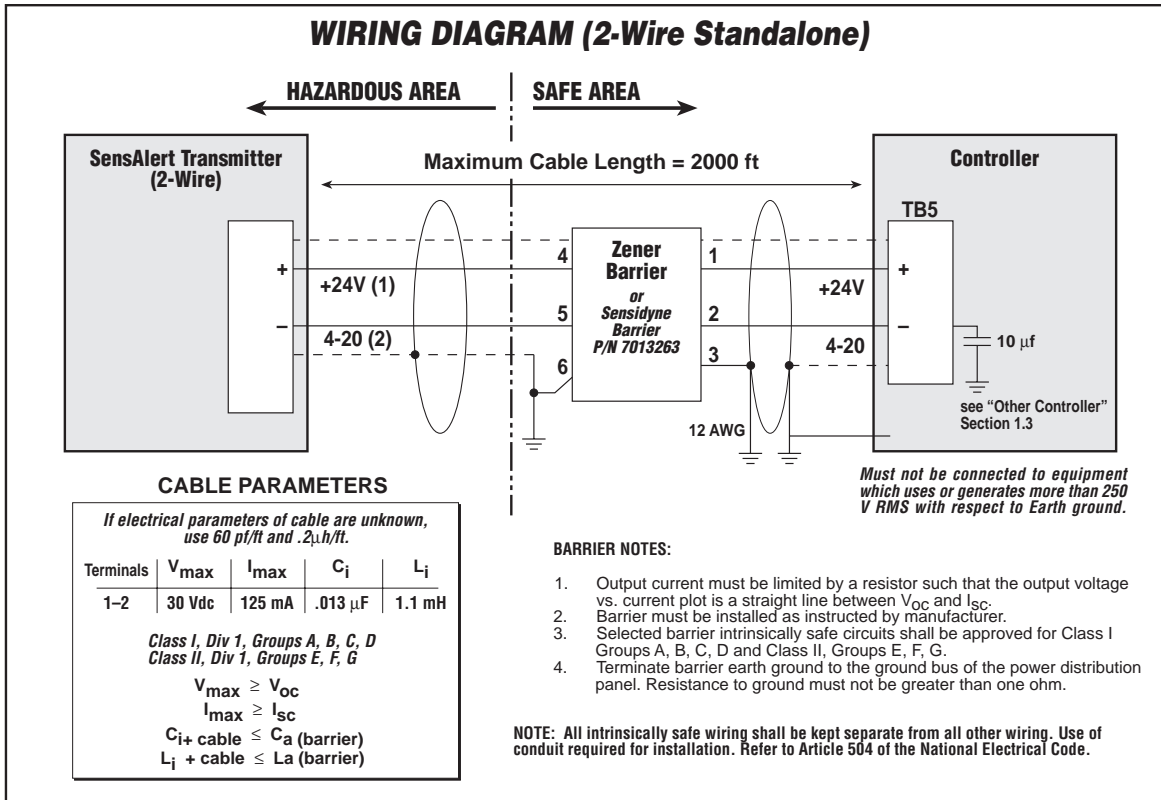 WIRING DIAGRAM (2-Wire Standalone)
HAZARDOUS AREA
SAFE AREA
SensAlert Transmitter
(2-Wire)
Maximum Cable Length = 2000 ft
Controller
TB5
+
+24V (1)
–
4-20 (2)
4
5
6
Zener
Barrier
or
Sensidyne
Barrier
P/N 7013263
1
2
3
+24V
+
4-20
–
10 µf
12 AWG
see “Other Controller”
Section 1.3
Must not be connected to equipment
which uses or generates more than 250
V RMS with respect to Earth ground.
CABLE PARAMETERS
If electrical parameters of cable are unknown,
use 60 pf/ft and .2µh/ft.
Terminals Vmax Imax Ci Li
1–2 30 Vdc 125 mA .013 µF 1.1 mH
Class I, Div 1, Groups A, B, C, D
Class II, Div 1, Groups E, F, G
Vmax ≥ Voc
Imax ≥ Isc
Ci+ cable ≤ Ca (barrier)
Li + cable ≤ La (barrier)
BARRIER NOTES:
1. Output current must be limited by a resistor such that the output voltage
vs. current plot is a straight line between VOC and ISC.
2. Barrier must be installed as instructed by manufacturer.
3. Selected barrier intrinsically safe circuits shall be approved for Class I
Groups A, B, C, D and Class II, Groups E, F, G.
4. Terminate barrier earth ground to the ground bus of the power distribution
panel. Resistance to ground must not be greater than one ohm.
NOTE: All intrinsically safe wiring shall be kept separate from all other wiring. Use of
conduit required for installation. Refer to Article 504 of the National Electrical Code.